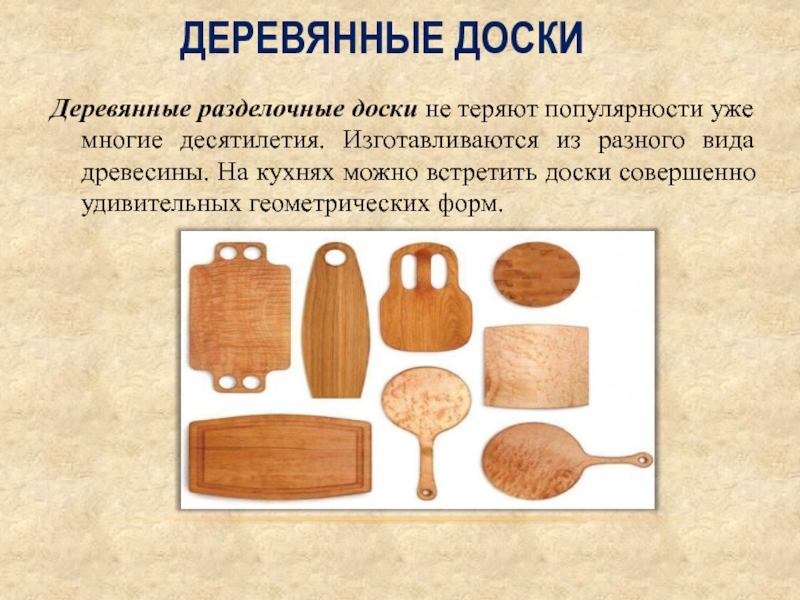 ДЕРЕВЯННЫЕ ДОСКИ
Деревянные разделочные доски не теряют популярности уже
многие десятилетия. Изготавливаются из разного вида
древесины. На кухнях можно встретить доски совершенно
удивительных геометрических форм.